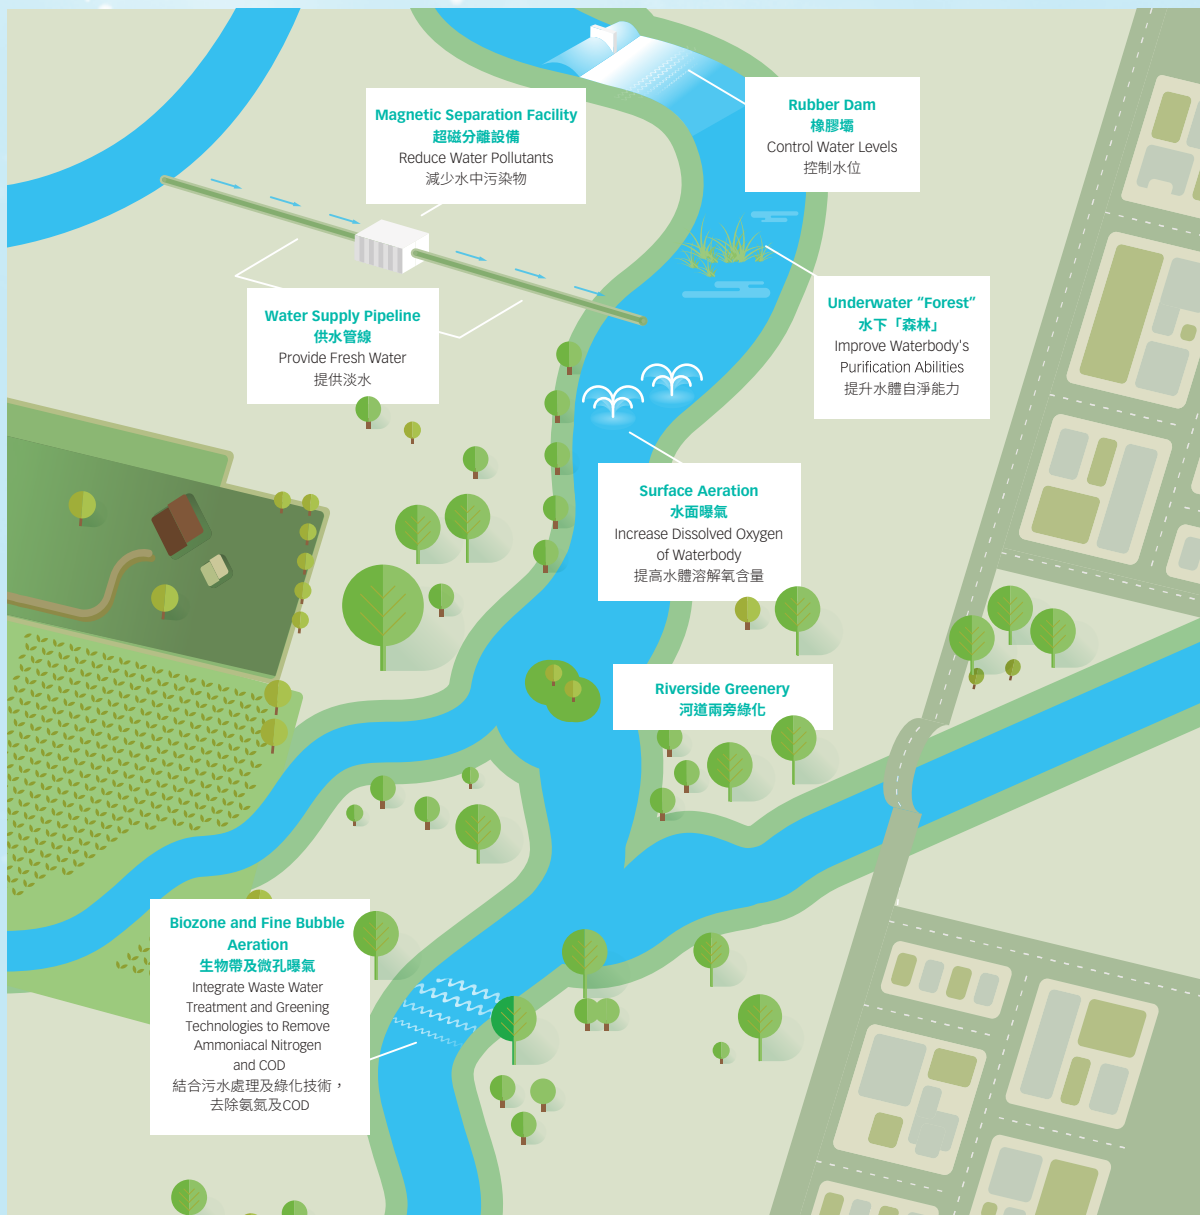 Magnetic Separation Facility
超磁分離設備
Reduce Water Pollutants
減少水中污染物
Rubber Dam
橡膠壩
Control Water Levels
控制水位
Water Supply Pipeline
供水管線
Provide Fresh Water
提供淡水
Underwater “Forest”
水下「森林」
Improve Waterbody's
Purification Abilities
提升水體自淨能力
Surface Aeration
水面曝氣
Increase Dissolved Oxygen
of Waterbody
提高水體溶解氧含量
Riverside Greenery
河道兩旁綠化
Biozone and Fine Bubble
Aeration
生物帶及微孔曝氣
Integrate Waste Water
Treatment and Greening
Technologies to Remove
Ammoniacal Nitrogen
and COD
結合污水處理及綠化技術，
去除氨氮及COD